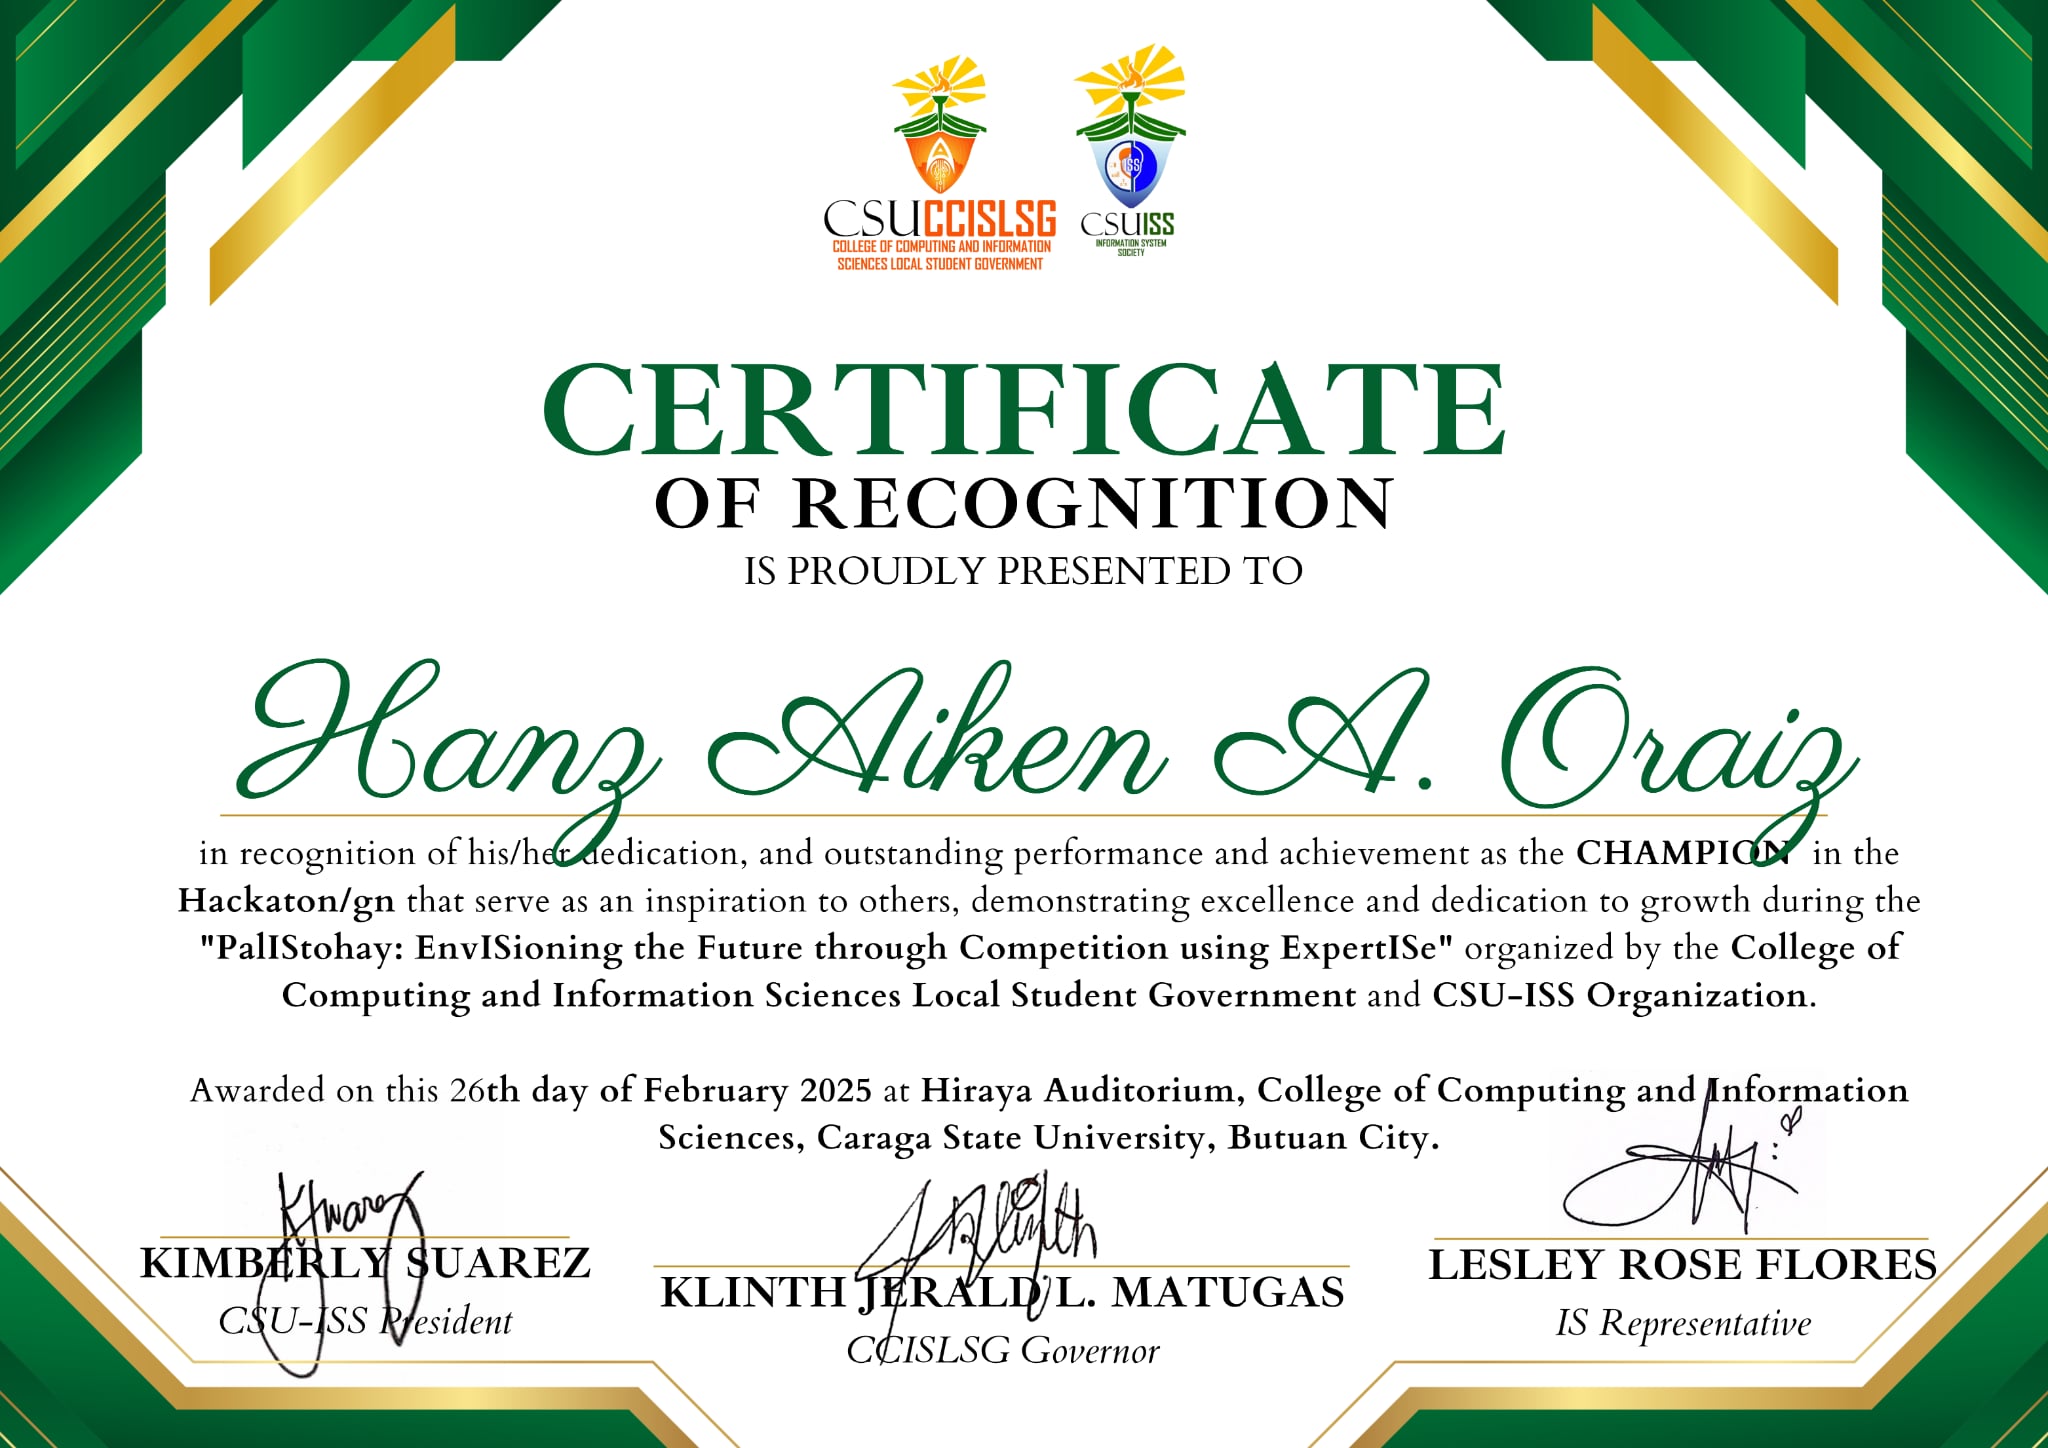 CSUCCISLSG
COLLEGE OF COMPUTING AND INFORMATION
SCIENCES LOCAL STUDENT GOVERNMENT
ISS
CSUISS
INFORMATION SYSTEM
SOCIETY
CERTIFICATE
OF RECOGNITION
IS PROUDLY PRESENTED TO
Hanz Aiken A. Oraiz
in recognition of his/her dedication, and outstanding performance and achievement as the CHAMPION in the
Hackaton/gn that serve as an inspiration to others, demonstrating excellence and dedication to growth during the
"PalIStohay: EnvISioning the Future through Competition using ExpertISe" organized by the College of
Computing and Information Sciences Local Student Government and CSU-ISS Organization.
Awarded on this 26th day of February 2025 at Hiraya Auditorium, College of Computing and Information
Sciences, Caraga State University, Butuan City.
KIMBERLY SUAREZ
CSU-ISS President
KLINTH JERALD L. MATUGAS
CCISLSG Governor
LESLEY ROSE FLORES
IS Representative